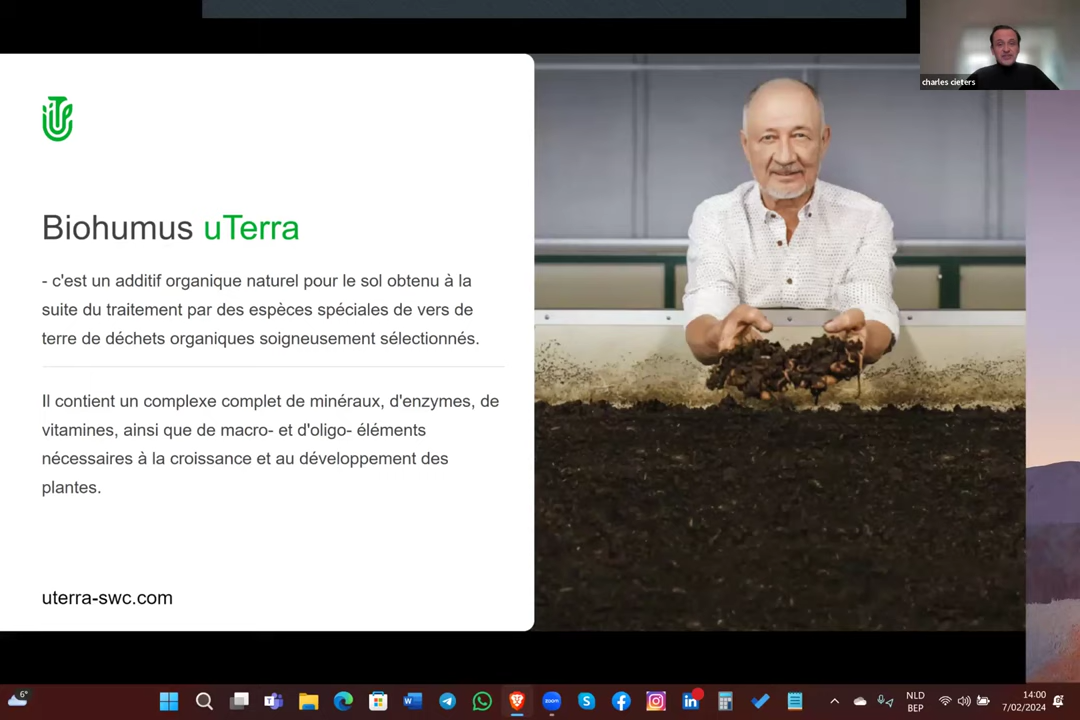 charles cieters
Biohumus uTerra
- c'est un additif organique naturel pour le sol obtenu à la
suite du traitement par des espèces spéciales de vers de
terre de déchets organiques soigneusement sélectionnés.
Il contient un complexe complet de minéraux, d'enzymes, de
vitamines, ainsi que de macro- et d'oligo- éléments
nécessaires à la croissance et au développement des
plantes.
uterra-swc.com
6°
zoom
NLD
BEP
14:00
7/02/2024